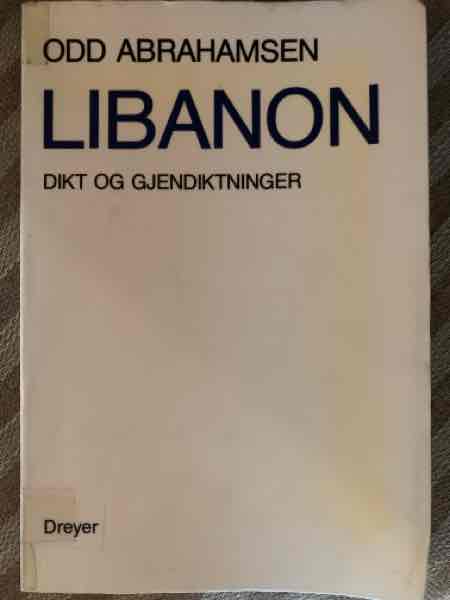 ODD ABRAHAMSEN
LIBANON
DIKT OG GJENDIKTNINGER
Dreyer